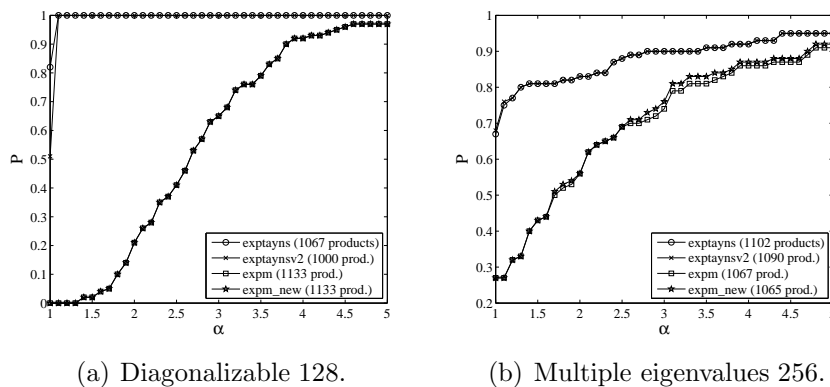 1
0.9
0.8
0.7
0.6
0.5
0.4
0.3
0.2
0.1
0
P
1 1.5 2 2.5 3 3.5 4 4.5 5
α
exptayns (1067 products)
exptaynsv2 (1000 prod.)
expm (1133 prod.)
expm_new (1133 prod.)
(a) Diagonalizable 128.
1
0.9
0.8
0.7
0.6
0.5
0.4
0.3
0.2
P
1 1.5 2 2.5 3 3.5 4 4.5
α
exptayns (1102 products)
exptaynsv2 (1090 prod.)
expm (1067 prod.)
expm_new (1065 prod.)
(b) Multiple eigenvalues 256.